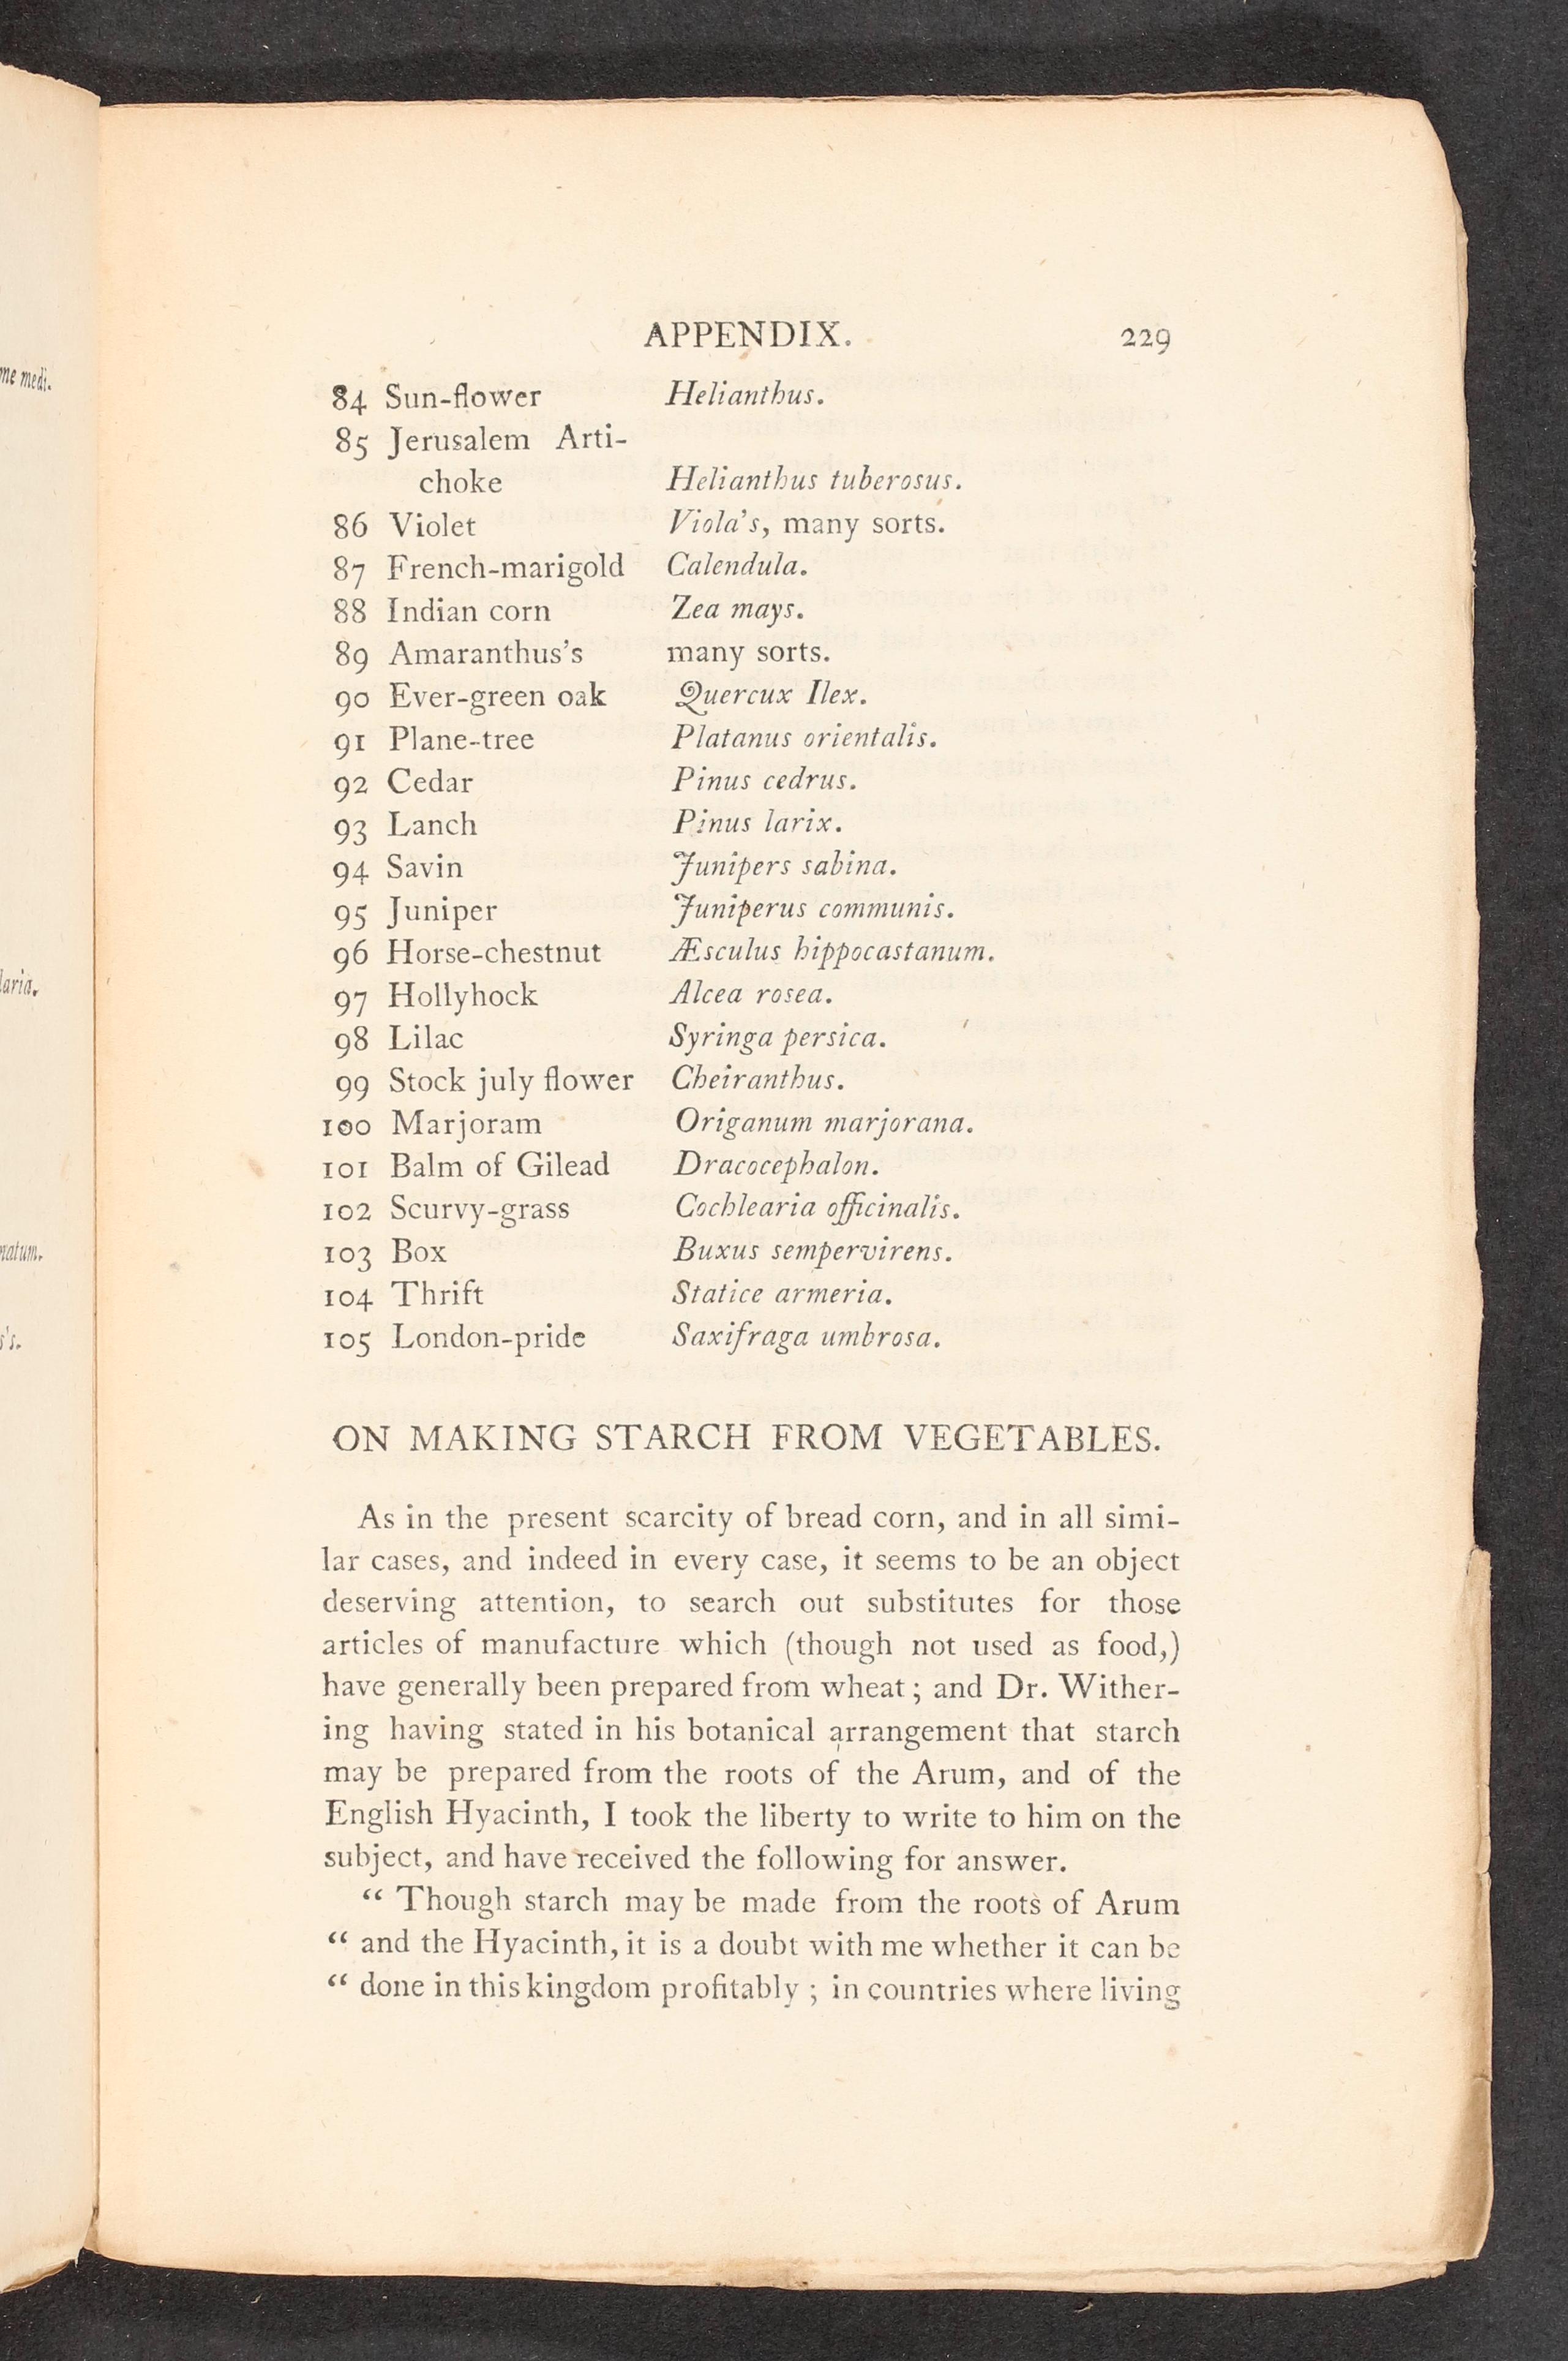 me medi.
laria.
natum.
s's.
APPENDIX. 229
84 Sun-flower Helianthus.
85 Jerusalem Arti-
choke Helianthus tuberosus.
86 Violet Viola's, many sorts.
87 French-marigold Calendula.
88 Indian corn Zea mays.
89 Amaranthus's many sorts.
90 Ever-green oak Quercux Ilex.
91 Plane-tree Platanus orientalis.
92 Cedar Pinus cedrus.
93 Lanch Pinus larix.
94 Savin Junipers sabina.
95 Juniper Juniperus communis.
96 Horse-chestnut Æsculus hippocastanum.
97 Hollyhock Alcea rosea.
98 Lilac Syringa persica.
99 Stock july flower Cheiranthus.
100 Marjoram Origanum marjorana.
101 Balm of Gilead Dracocephalon.
102 Scurvy-grass Cochlearia officinalis.
103 Box Buxus sempervirens.
104 Thrift Statice armeria.
105 London-pride Saxifraga umbrosa.
ON MAKING STARCH FROM VEGETABLES.
As in the present scarcity of bread corn, and in all simi-
lar cases, and indeed in every case, it seems to be an object
deserving attention, to search out substitutes for those
articles of manufacture which (though not used as food,)
have generally been prepared from wheat; and Dr. Wither-
ing having stated in his botanical arrangement that starch
may be prepared from the roots of the Arum, and of the
English Hyacinth, I took the liberty to write to him on the
subject, and have received the following for answer.
“ Though starch may be made from the roots of Arum
“ and the Hyacinth, it is a doubt with me whether it can be
“ done in this kingdom profitably; in countries where living